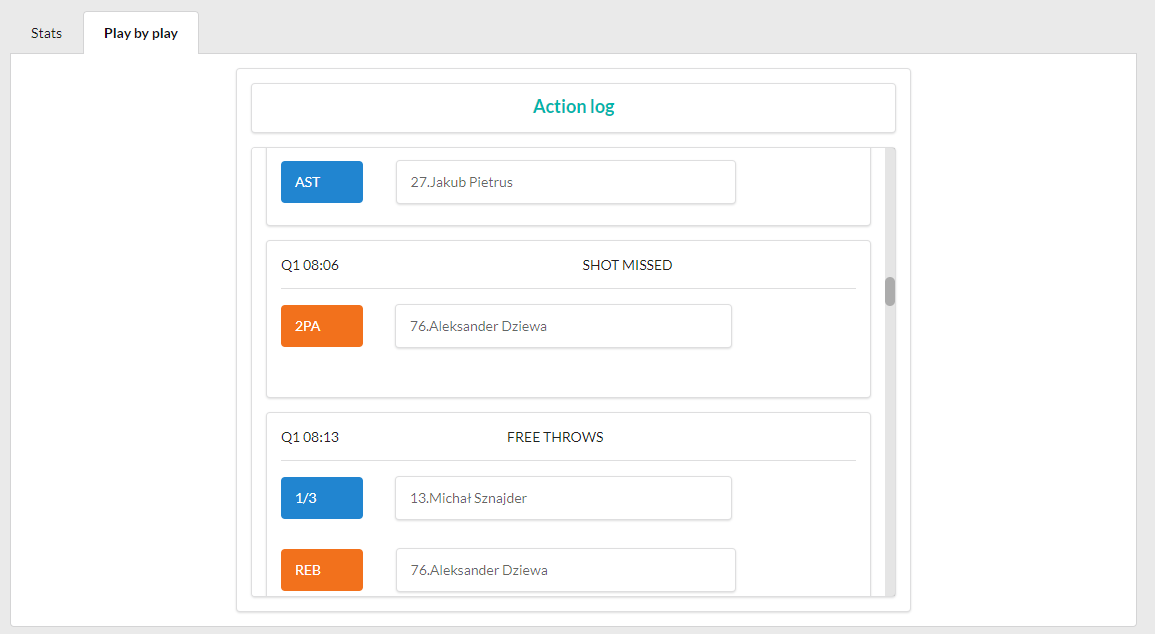 Stats
Play by play
Action log
AST
27.Jakub Pietrus
Q1 08:06
SHOT MISSED
2PA
76.Aleksander Dziewa
Q1 08:13
FREE THROWS
1/3
13.Michał Sznajder
REB
76.Aleksander Dziewa